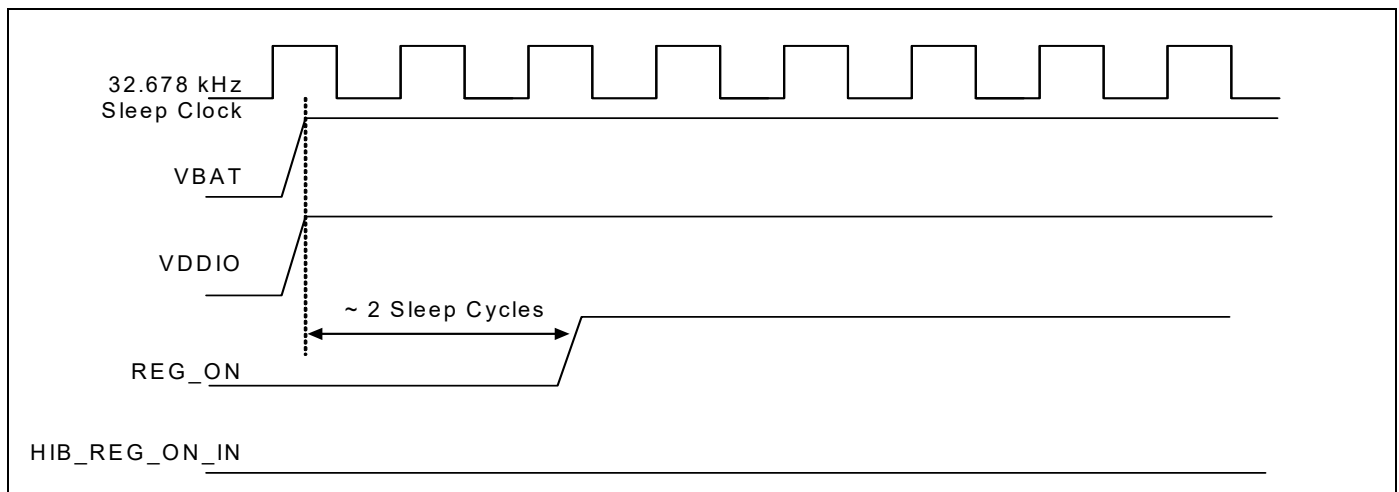 32.678 kHz
Sleep Clock
VBAT
VDDIO
~ 2 Sleep Cycles
REG_ON
HIB_REG_ON_IN